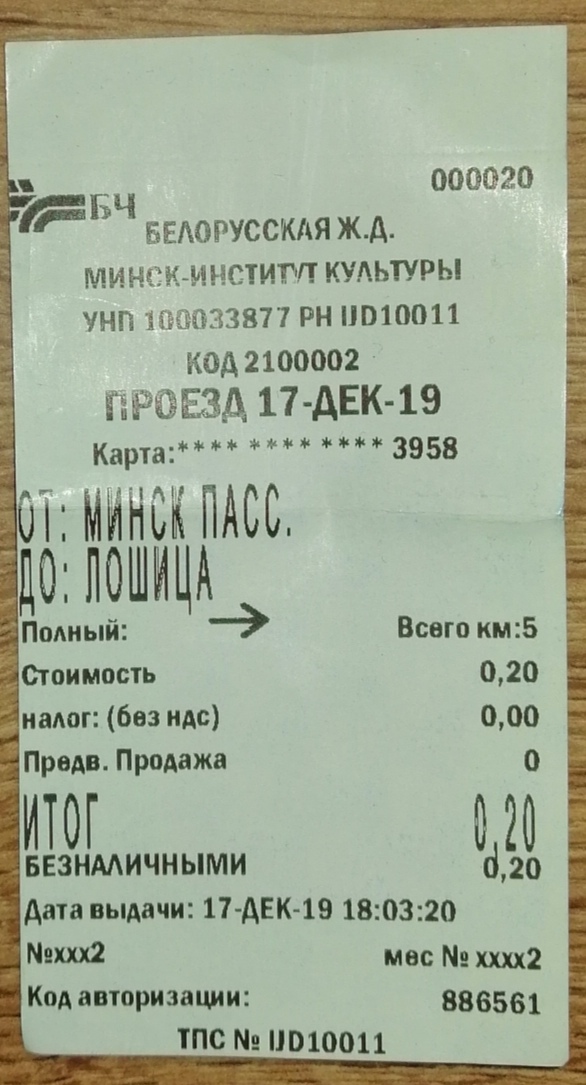 000020
БЧ
БЕЛОРУССКАЯ Ж.Д.
МИНСК-ИНСТИТУТ КУЛЬТУРЫ
УНП 100033877 РН IJD10011
КОД 2100002
ПРОЕЗД 17-ДЕК-19
Карта:**** **** **** 3958
ОТ: МИНСК ПАСС.
ДО: ЛОШИЦА
Полный: → Всего км:5
Стоимость 0,20
налог: (без ндс) 0,00
Предв. Продажа 0
ИТОГ 0,20
БЕЗНАЛИЧНЫМИ 0,20
Дата выдачи: 17-ДЕК-19 18:03:20
№xxx2 мес № xxxx2
Код авторизации: 886561
ТПС № IJD10011